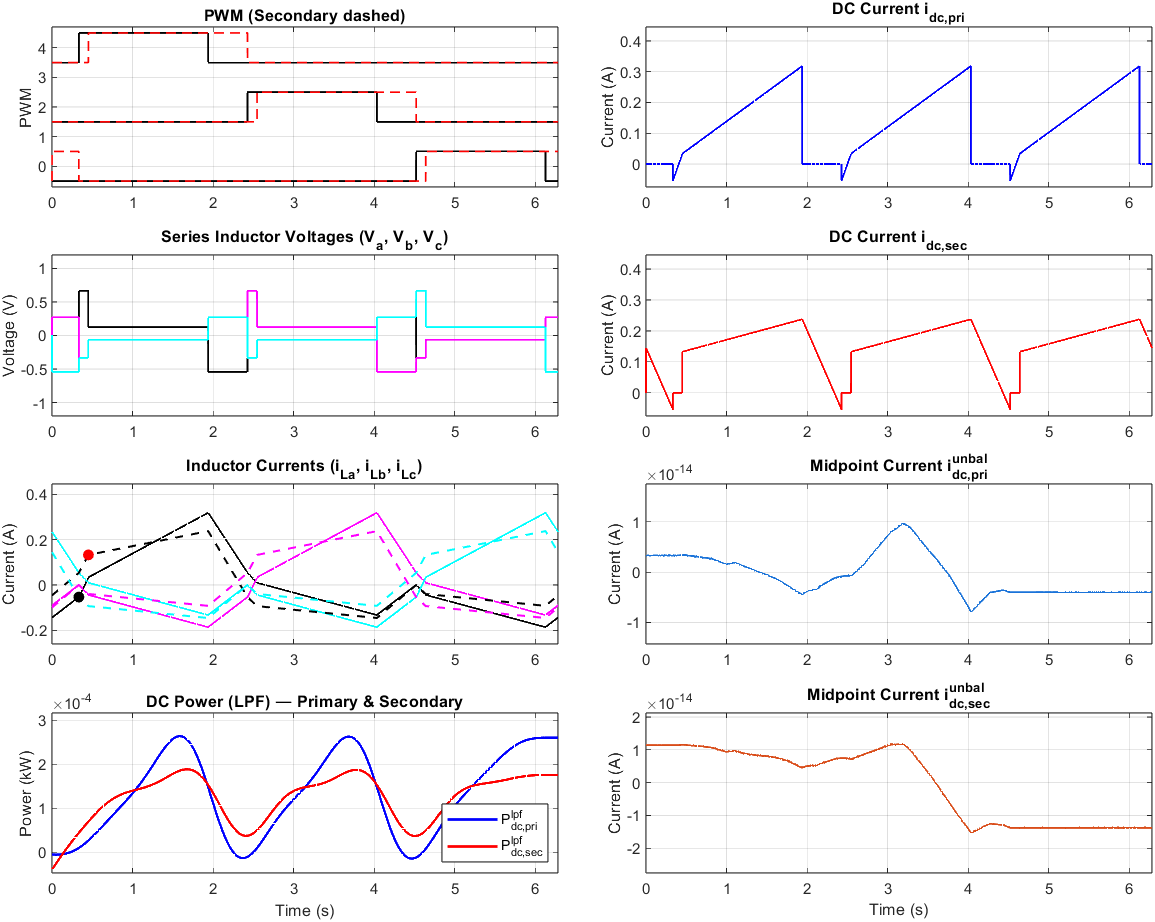 PWM (Secondary dashed)
PWM
4
3
2
1
0
0 1 2 3 4 5 6
DC Current i_dc,pri
Current (A)
0.4
0.3
0.2
0.1
0
0 1 2 3 4 5 6
Series Inductor Voltages (V_a, V_b, V_c)
Voltage (V)
1
0.5
0
-0.5
-1
0 1 2 3 4 5 6
DC Current i_dc,sec
Current (A)
0.4
0.3
0.2
0.1
0
0 1 2 3 4 5 6
Inductor Currents (i_La, i_Lb, i_Lc)
Current (A)
0.4
0.2
0
-0.2
0 1 2 3 4 5 6
Midpoint Current i_dc,pri^unbal
×10^-14
Current (A)
1
0
-1
0 1 2 3 4 5 6
DC Power (LPF) — Primary & Secondary
×10^-4
Power (kW)
3
2
1
0
P_dc,pri^lpf
P_dc,sec^lpf
0 1 2 3 4 5 6
Time (s)
Midpoint Current i_dc,sec^unbal
×10^-14
Current (A)
2
1
0
-1
-2
0 1 2 3 4 5 6
Time (s)